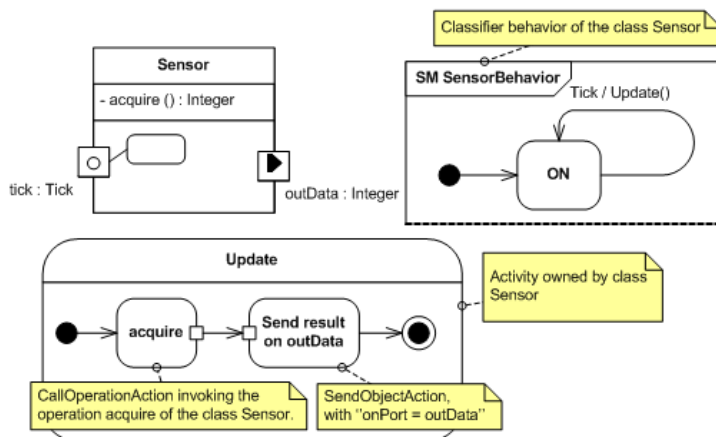 Classifier behavior of the class Sensor
Sensor
- acquire () : Integer
tick : Tick
outData : Integer
SM SensorBehavior
Tick / Update()
ON
Update
acquire
Send result
on outData
Activity owned by class
Sensor
CallOperationAction invoking the
operation acquire of the class Sensor.
SendObjectAction,
with "onPort = outData"